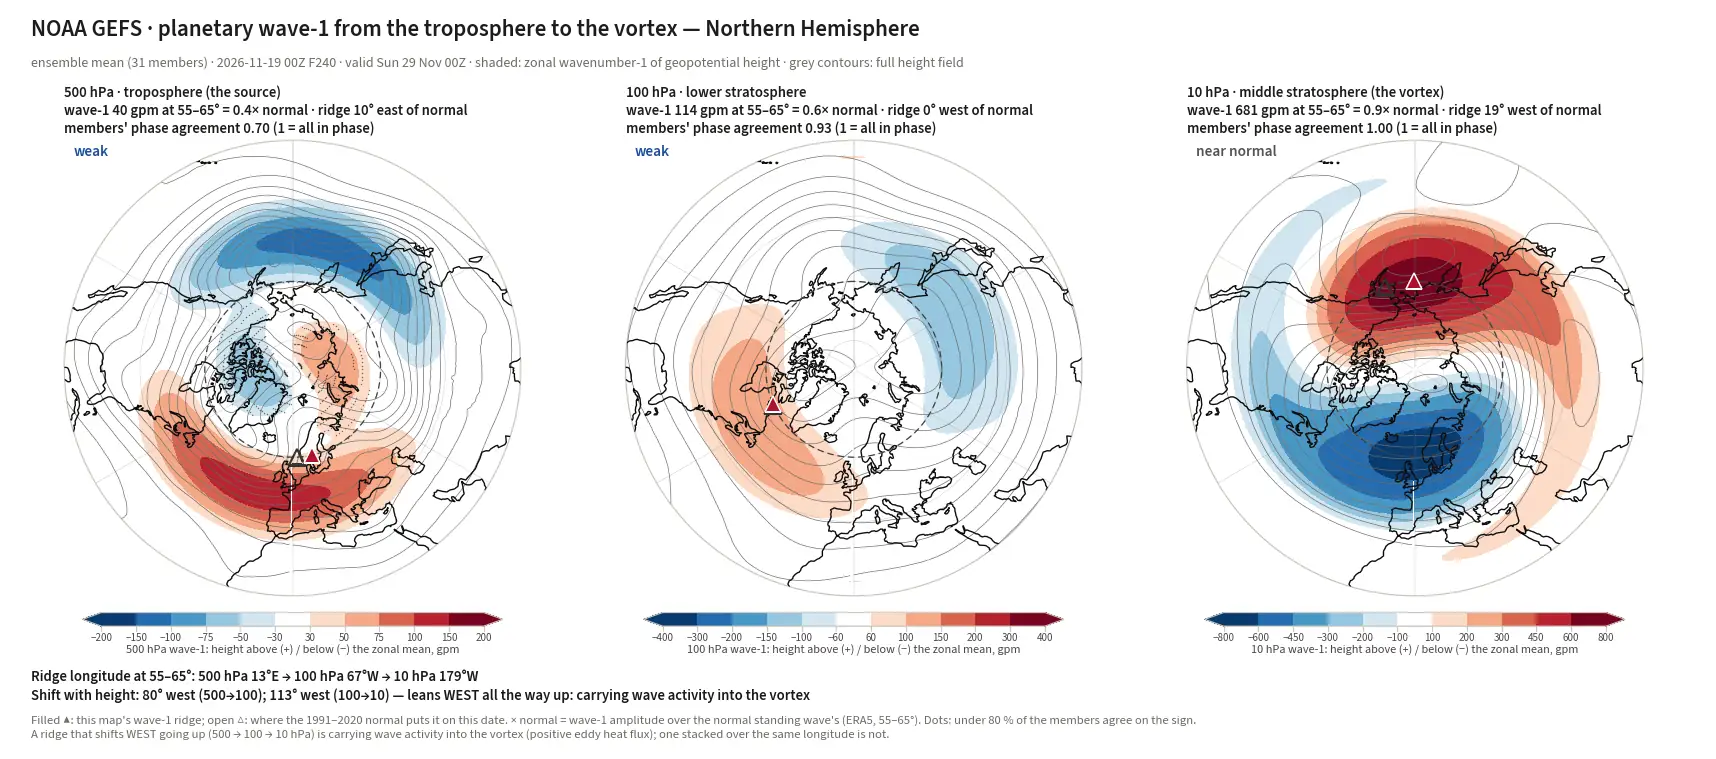 NOAA GEFS · planetary wave-1 from the troposphere to the vortex — Northern Hemisphere
ensemble mean (31 members) · 2026-11-19 00Z F240 · valid Sun 29 Nov 00Z · shaded: zonal wavenumber-1 of geopotential height · grey contours: full height field
500 hPa · troposphere (the source)
wave-1 40 gpm at 55–65° = 0.4× normal · ridge 10° east of normal
members' phase agreement 0.70 (1 = all in phase)
weak
100 hPa · lower stratosphere
wave-1 114 gpm at 55–65° = 0.6× normal · ridge 0° west of normal
members' phase agreement 0.93 (1 = all in phase)
weak
10 hPa · middle stratosphere (the vortex)
wave-1 681 gpm at 55–65° = 0.9× normal · ridge 19° west of normal
members' phase agreement 1.00 (1 = all in phase)
near normal
−200 −150 −100 −75 −50 −30 30 50 75 100 150 200
500 hPa wave-1: height above (+) / below (−) the zonal mean, gpm
−400 −300 −200 −150 −100 −60 60 100 150 200 300 400
100 hPa wave-1: height above (+) / below (−) the zonal mean, gpm
−800 −600 −450 −300 −200 −100 100 200 300 450 600 800
10 hPa wave-1: height above (+) / below (−) the zonal mean, gpm
Ridge longitude at 55–65°: 500 hPa 13°E → 100 hPa 67°W → 10 hPa 179°W
Shift with height: 80° west (500→100); 113° west (100→10) — leans WEST all the way up: carrying wave activity into the vortex
Filled ▲: this map's wave-1 ridge; open △: where the 1991–2020 normal puts it on this date. × normal = wave-1 amplitude over the normal standing wave's (ERA5, 55–65°). Dots: under 80 % of the members agree on the sign.
A ridge that shifts WEST going up (500 → 100 → 10 hPa) is carrying wave activity into the vortex (positive eddy heat flux); one stacked over the same longitude is not.